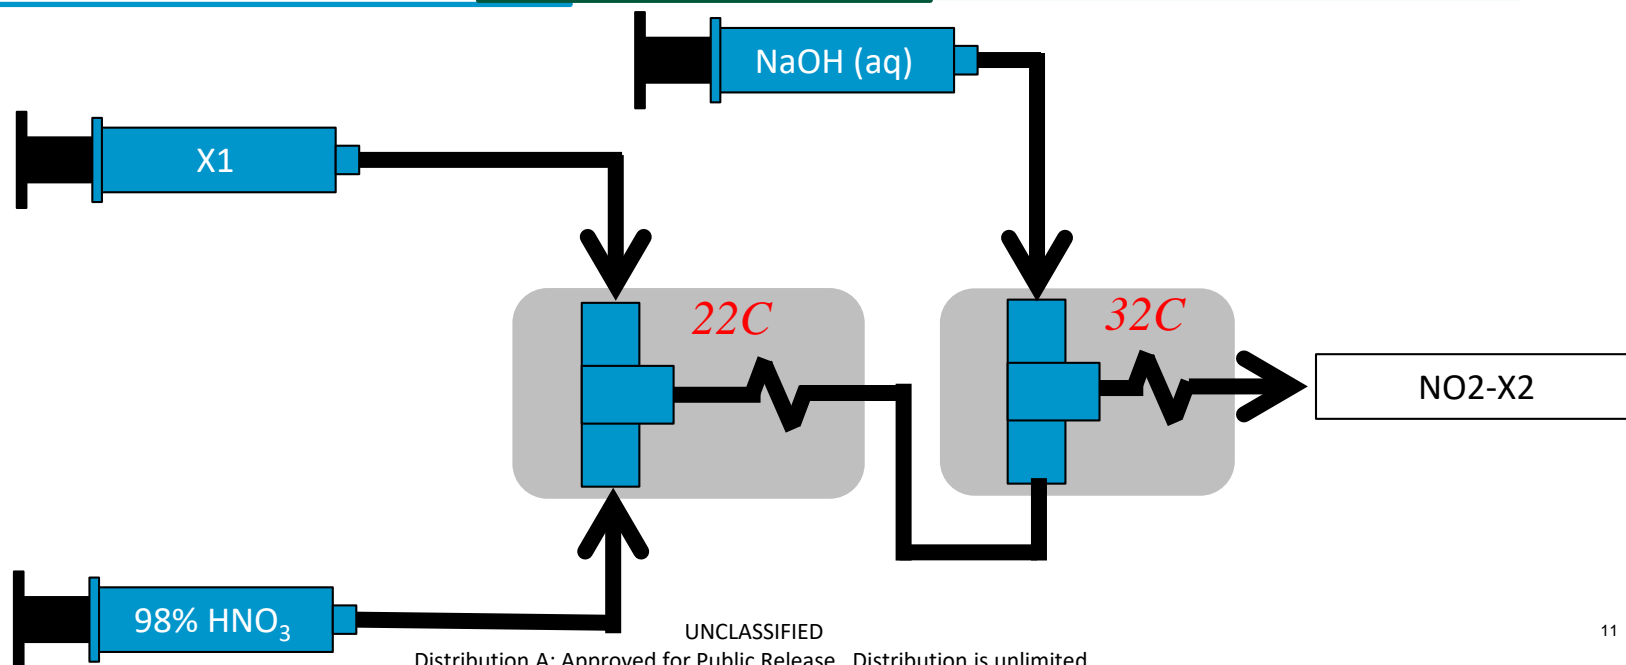 NaOH (aq)
X1
22C
32C
NO2-X2
98% HNO₃
UNCLASSIFIED
11
Distribution A: Approved for Public Release. Distribution is unlimited